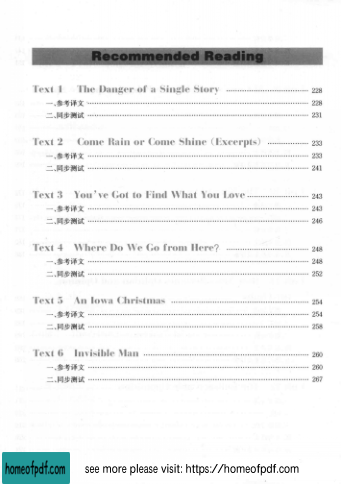 Recommended Reading
Text 1 The Danger of a Single Story 228
一、参考译文 228
二、同步测试 231
Text 2 Come Rain or Come Shine (Excerpts) 233
一、参考译文 233
二、同步测试 241
Text 3 You've Got to Find What You Love 243
一、参考译文 243
二、同步测试 246
Text 4 Where Do We Go from Here? 248
一、参考译文 248
二、同步测试 252
Text 5 An Iowa Christmas 254
一、参考译文 254
二、同步测试 258
Text 6 Invisible Man 260
一、参考译文 260
二、同步测试 267
homeofpdf.com see more please visit: https://homeofpdf.com